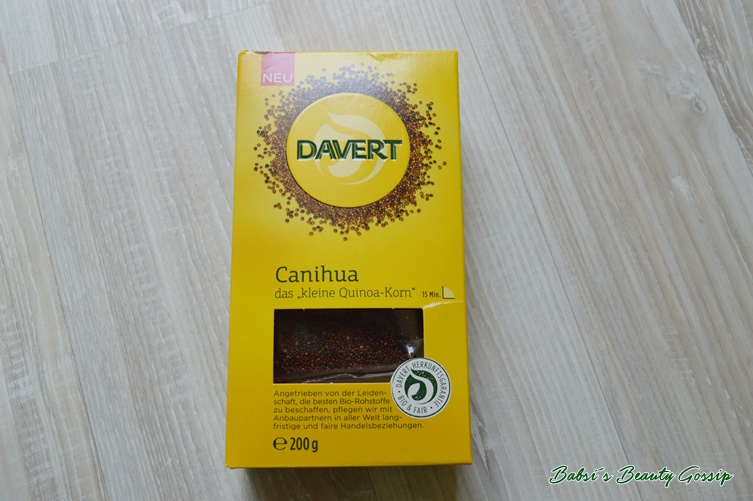 NEU
DAVERT
Canihua
das „kleine Quinoa-Korn“ 15 Min.
Angetrieben von der Leiden-
schaft, die besten Bio-Rohstoffe
zu beschaffen, pflegen wir mit
Anbaupartnern in aller Welt lang-
fristige und faire Handelsbeziehungen.
· DAVERT HERKUNFTSGARANTIE ·
BIO & FAIR
℮ 200 g
Babsi´s Beauty Gossip